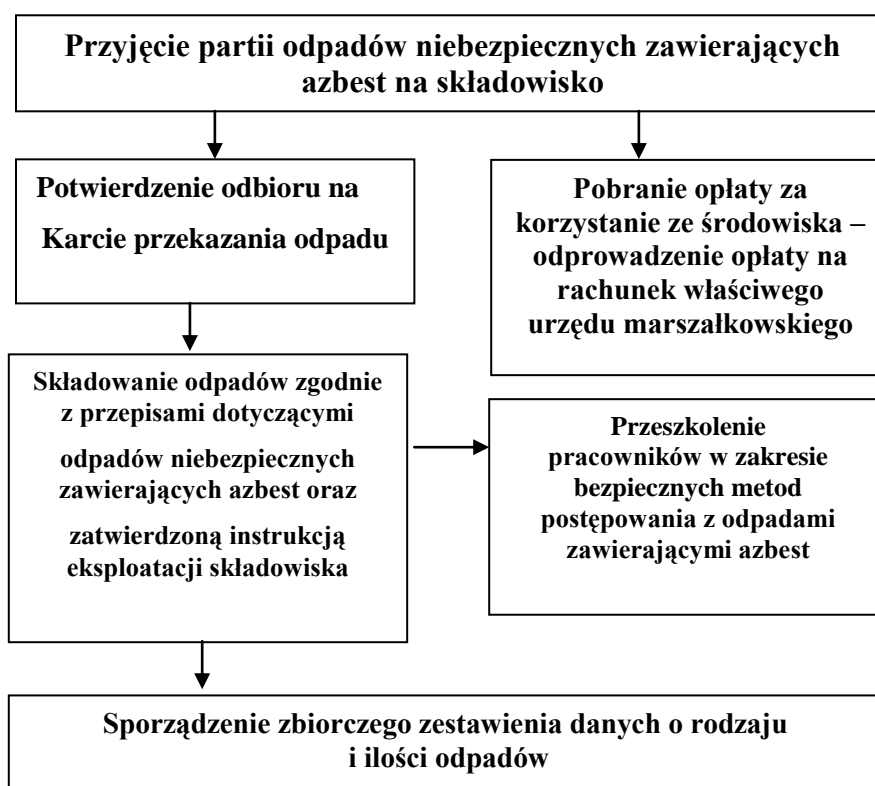 Przyjęcie partii odpadów niebezpiecznych zawierających
azbest na składowisko
Potwierdzenie odbioru na
Karcie przekazania odpadu
Pobranie opłaty za
korzystanie ze środowiska –
odprowadzenie opłaty na
rachunek właściwego
urzędu marszałkowskiego
Składowanie odpadów zgodnie
z przepisami dotyczącymi
odpadów niebezpiecznych
zawierających azbest oraz
zatwierdzoną instrukcją
eksploatacji składowiska
Przeszkolenie
pracowników w zakresie
bezpiecznych metod
postępowania z odpadami
zawierającymi azbest
Sporządzenie zbiorczego zestawienia danych o rodzaju
i ilości odpadów